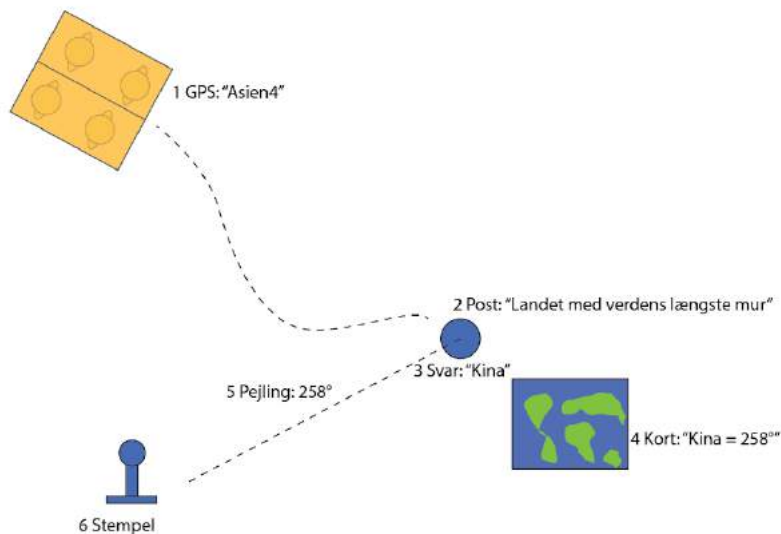 1 GPS: “Asien4”
2 Post: “Landet med verdens længste mur”
3 Svar: “Kina”
5 Pejling: 258°
4 Kort: “Kina = 258°”
6 Stempel